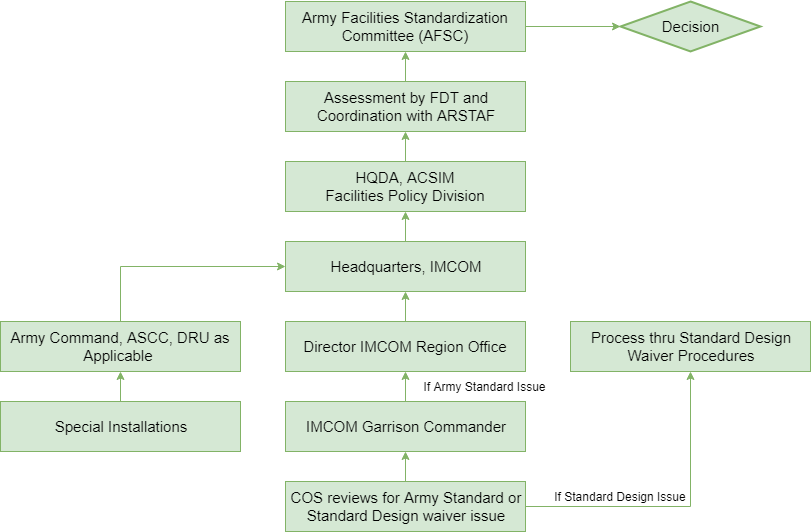 Army Facilities Standardization
Committee (AFSC)
Decision
Assessment by FDT and
Coordination with ARSTAF
HQDA, ACSIM
Facilities Policy Division
Headquarters, IMCOM
Army Command, ASCC, DRU as
Applicable
Director IMCOM Region Office
Process thru Standard Design
Waiver Procedures
If Army Standard Issue
Special Installations
IMCOM Garrison Commander
COS reviews for Army Standard or
Standard Design waiver issue
If Standard Design Issue